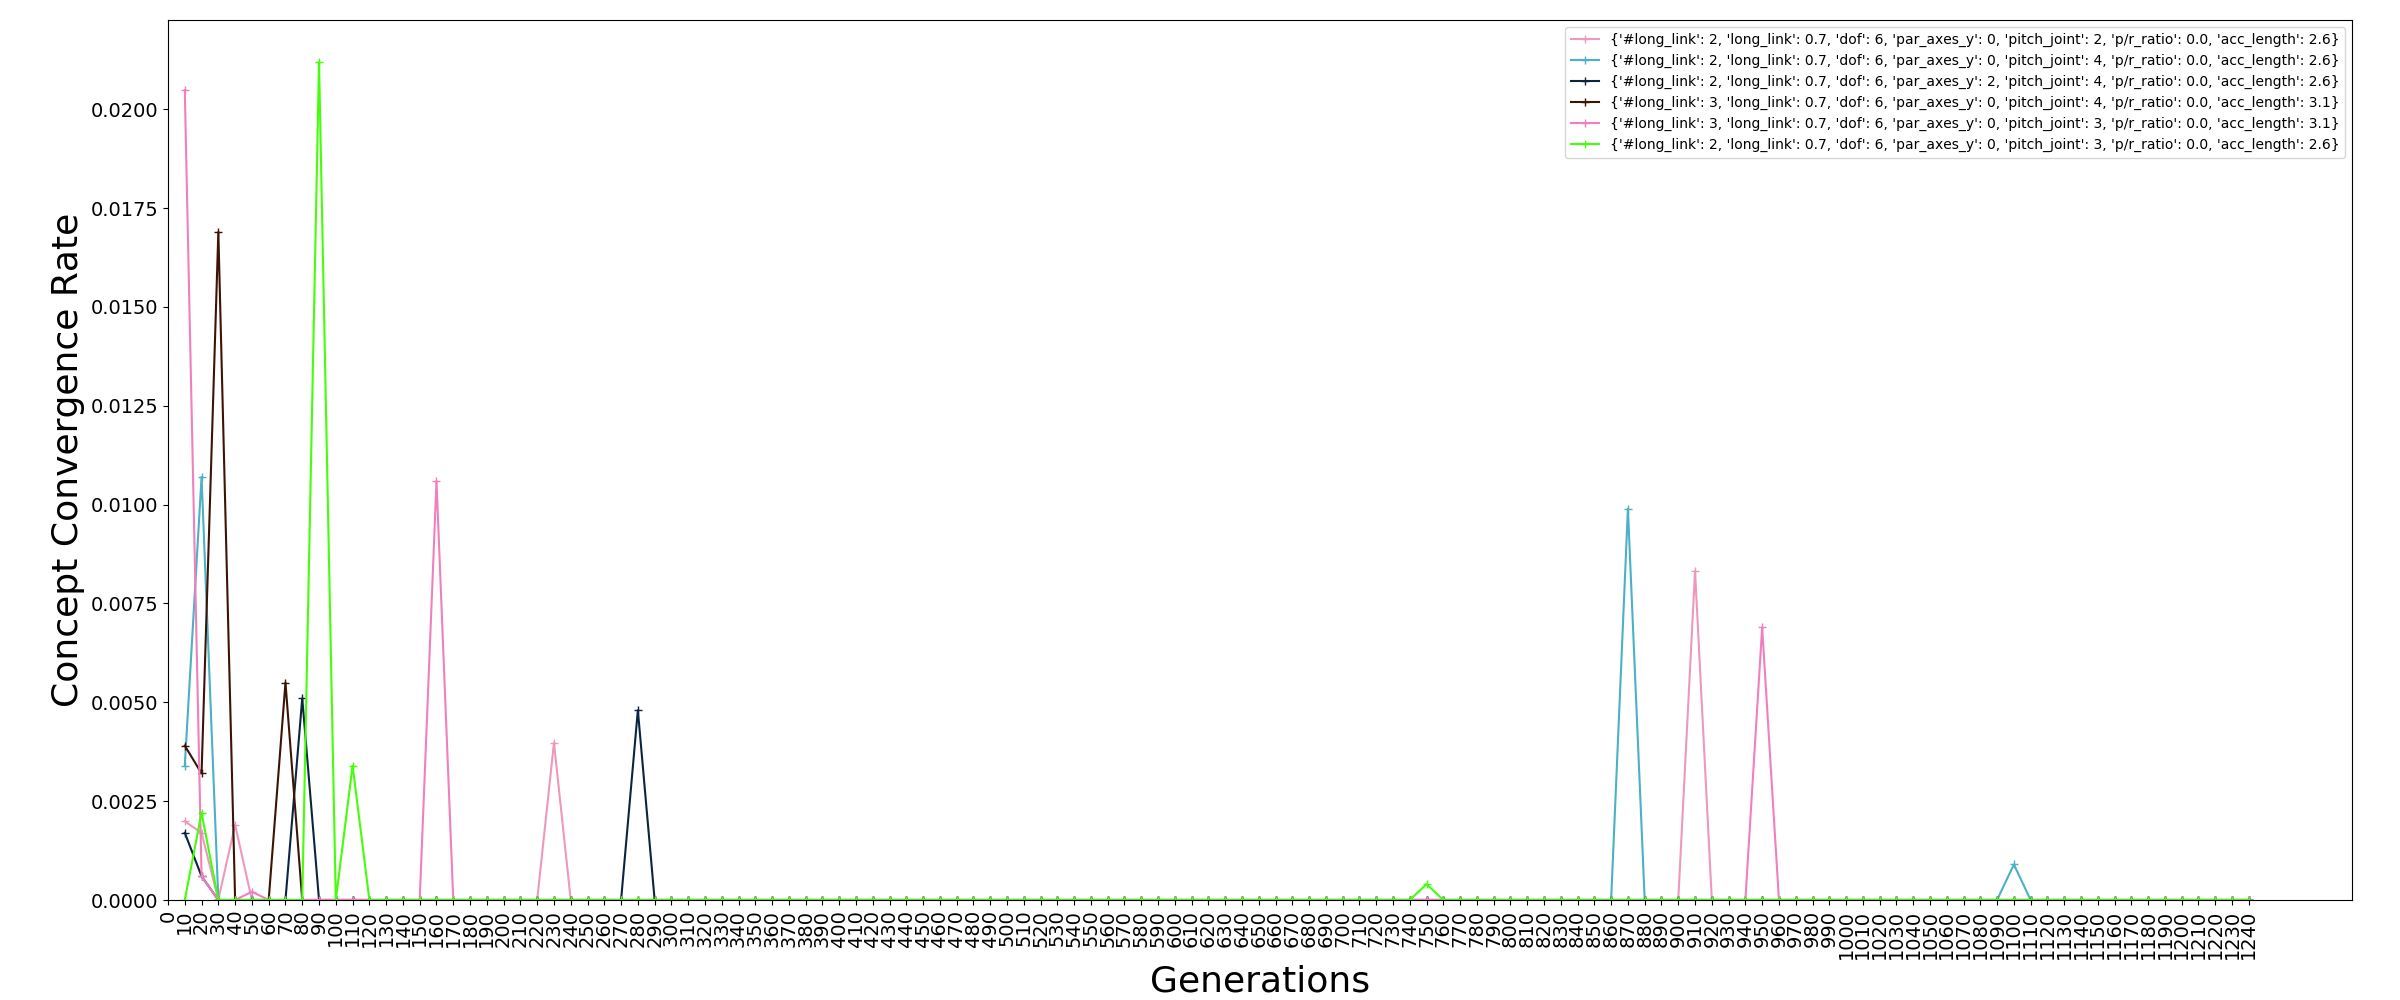 {'#long_link': 2, 'long_link': 0.7, 'dof': 6, 'par_axes_y': 0, 'pitch_joint': 2, 'p/r_ratio': 0.0, 'acc_length': 2.6}
{'#long_link': 2, 'long_link': 0.7, 'dof': 6, 'par_axes_y': 0, 'pitch_joint': 4, 'p/r_ratio': 0.0, 'acc_length': 2.6}
{'#long_link': 2, 'long_link': 0.7, 'dof': 6, 'par_axes_y': 2, 'pitch_joint': 4, 'p/r_ratio': 0.0, 'acc_length': 2.6}
{'#long_link': 3, 'long_link': 0.7, 'dof': 6, 'par_axes_y': 0, 'pitch_joint': 4, 'p/r_ratio': 0.0, 'acc_length': 3.1}
{'#long_link': 3, 'long_link': 0.7, 'dof': 6, 'par_axes_y': 0, 'pitch_joint': 3, 'p/r_ratio': 0.0, 'acc_length': 3.1}
{'#long_link': 2, 'long_link': 0.7, 'dof': 6, 'par_axes_y': 0, 'pitch_joint': 3, 'p/r_ratio': 0.0, 'acc_length': 2.6}
Concept Convergence Rate
0.0200
0.0175
0.0150
0.0125
0.0100
0.0075
0.0050
0.0025
0.0000
0 10 20 30 40 50 60 70 80 90 100 110 120 130 140 150 160 170 180 190 200 210 220 230 240 250 260 270 280 290 300 310 320 330 340 350 360 370 380 390 400 410 420 430 440 450 460 470 480 490 500 510 520 530 540 550 560 570 580 590 600 610 620 630 640 650 660 670 680 690 700 710 720 730 740 750 760 770 780 790 800 810 820 830 840 850 860 870 880 890 900 910 920 930 940 950 960 970 980 990 1000 1010 1020 1030 1040 1050 1060 1070 1080 1090 1100 1110 1120 1130 1140 1150 1160 1170 1180 1190 1200 1210 1220 1230 1240
Generations